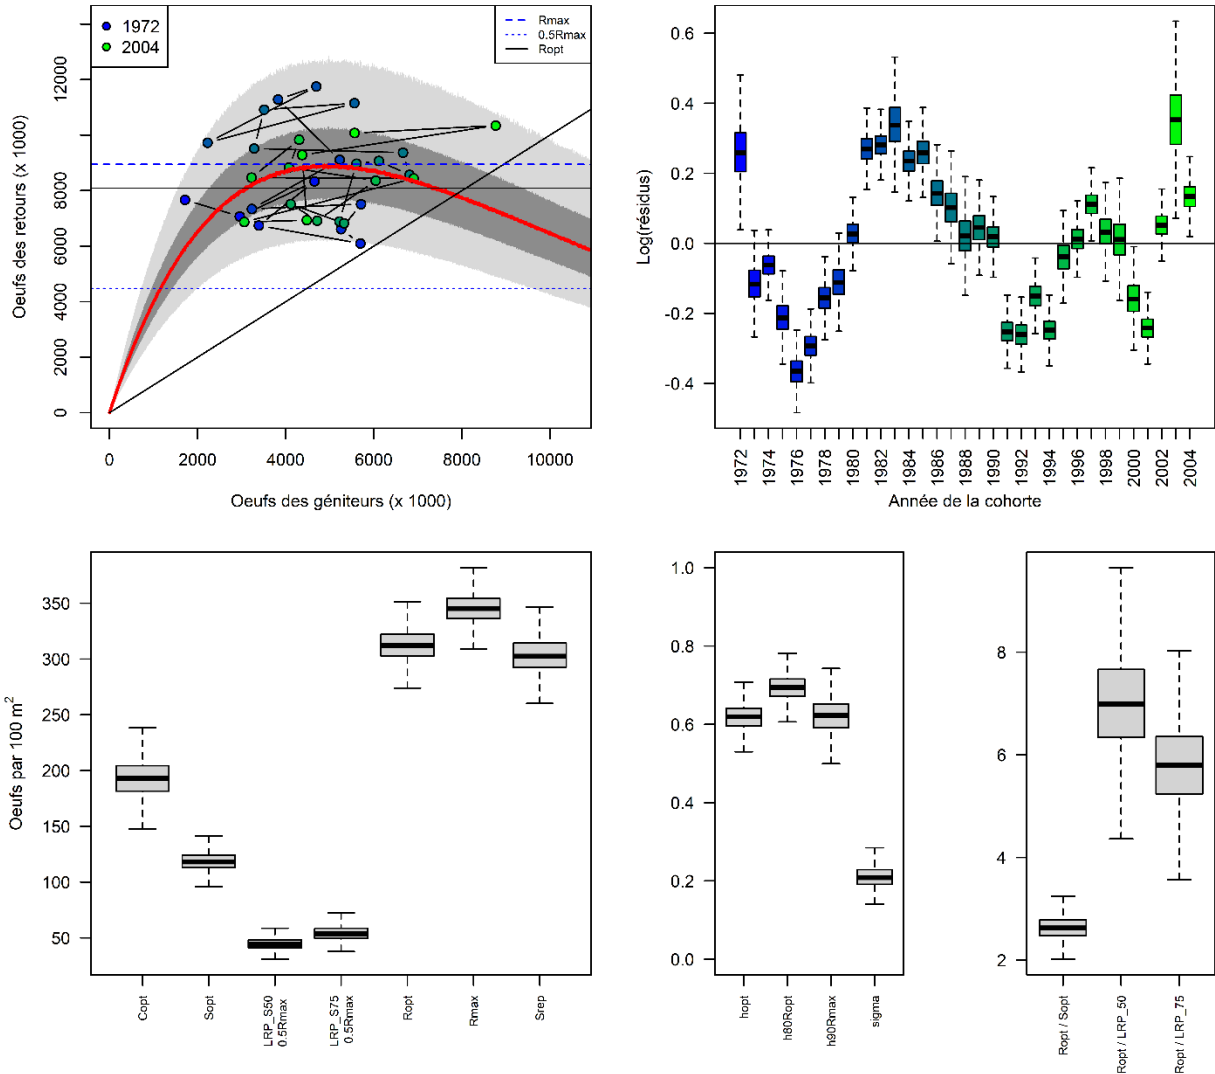 1972
2004
Rmax
0.5Rmax
Ropt
Oeufs des retours (x 1000)
12000
10000
8000
6000
4000
2000
0
0
2000
4000
6000
8000
10000
Oeufs des géniteurs (x 1000)
Log(résidus)
0.6
0.4
0.2
0.0
-0.2
-0.4
1972
1974
1976
1978
1980
1982
1984
1986
1988
1990
1992
1994
1996
1998
2000
2002
2004
Année de la cohorte
Oeufs par 100 m²
350
300
250
200
150
100
50
Copt
Sopt
LRP_S50
0.5Rmax
LRP_S75
0.5Rmax
Ropt
Rmax
Srep
1.0
0.8
0.6
0.4
0.2
0.0
hopt
h80Ropt
h90Rmax
sigma
8
6
4
2
Ropt / Sopt
Ropt / LRP_50
Ropt / LRP_75